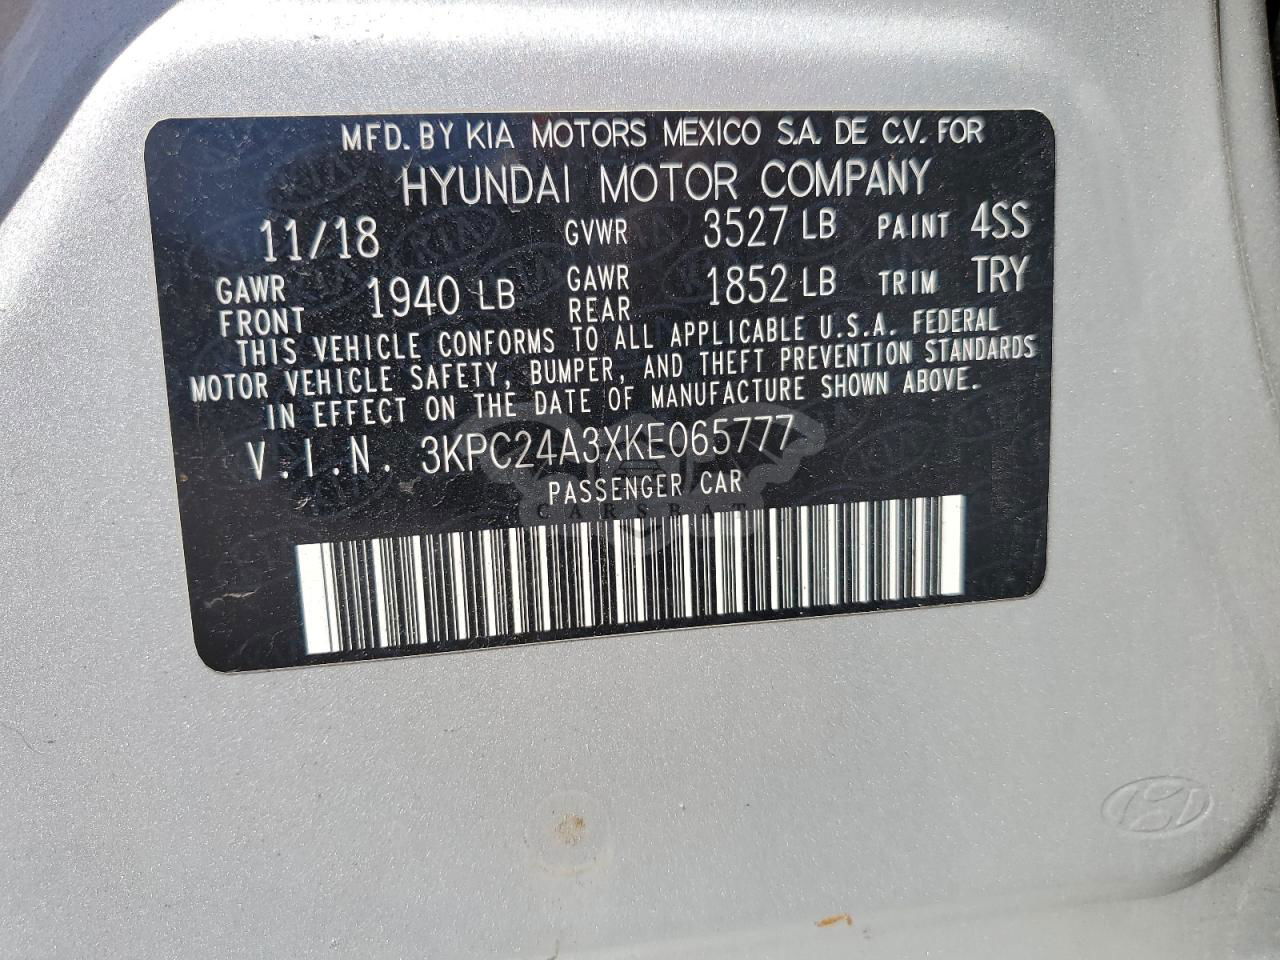 MFD. BY KIA MOTORS MEXICO S.A. DE C.V. FOR
HYUNDAI MOTOR COMPANY
11/18 GVWR 3527 LB PAINT 4SS
GAWR FRONT 1940 LB GAWR REAR 1852 LB TRIM TRY
THIS VEHICLE CONFORMS TO ALL APPLICABLE U.S.A. FEDERAL
MOTOR VEHICLE SAFETY, BUMPER, AND THEFT PREVENTION STANDARDS
IN EFFECT ON THE DATE OF MANUFACTURE SHOWN ABOVE.
V.I.N. 3KPC24A3XKE065777
PASSENGER CAR
CARSBAT